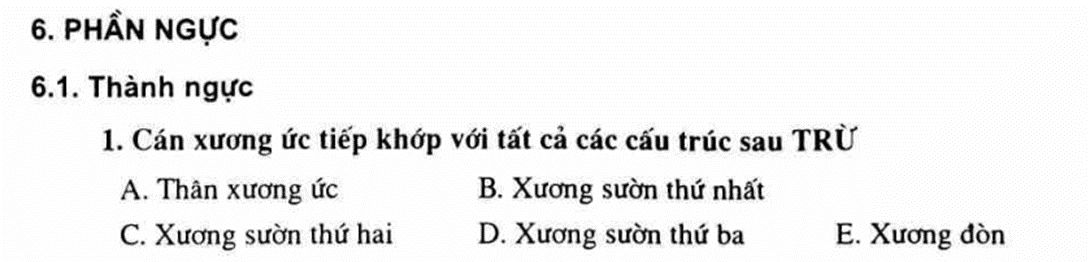 6. PHẦN NGỰC
6.1. Thành ngực
1. Cán xương ức tiếp khớp với tất cả các cấu trúc sau TRỪ
A. Thân xương ức B. Xương sườn thứ nhất
C. Xương sườn thứ hai D. Xương sườn thứ ba E. Xương đòn